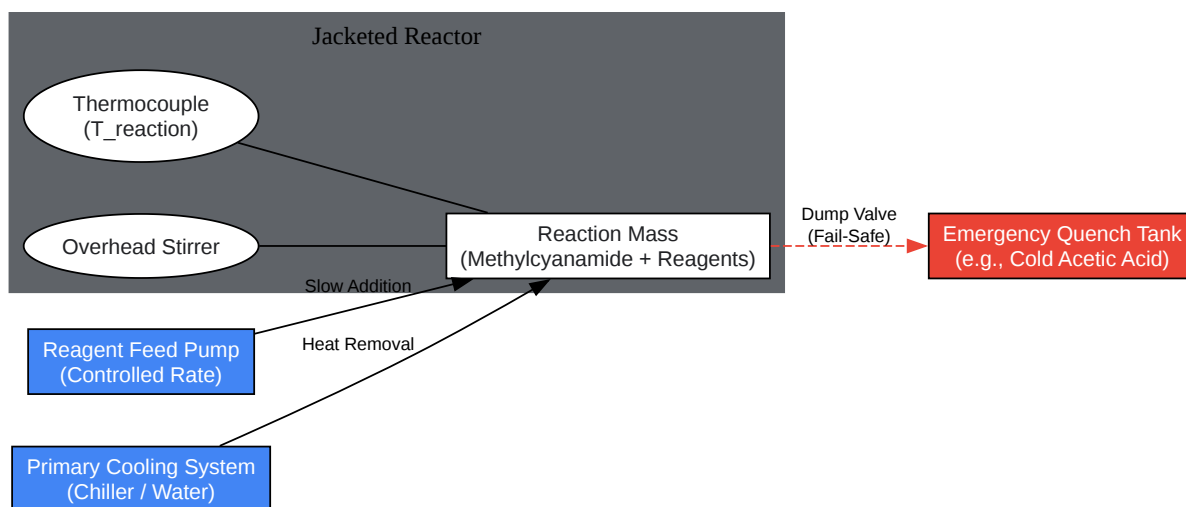 Jacketed Reactor
Thermocouple
(T_reaction)
Overhead Stirrer
Reaction Mass
(Methylcyanamide + Reagents)
Dump Valve
(Fail-Safe)
Emergency Quench Tank
(e.g., Cold Acetic Acid)
Slow Addition
Reagent Feed Pump
(Controlled Rate)
Heat Removal
Primary Cooling System
(Chiller / Water)